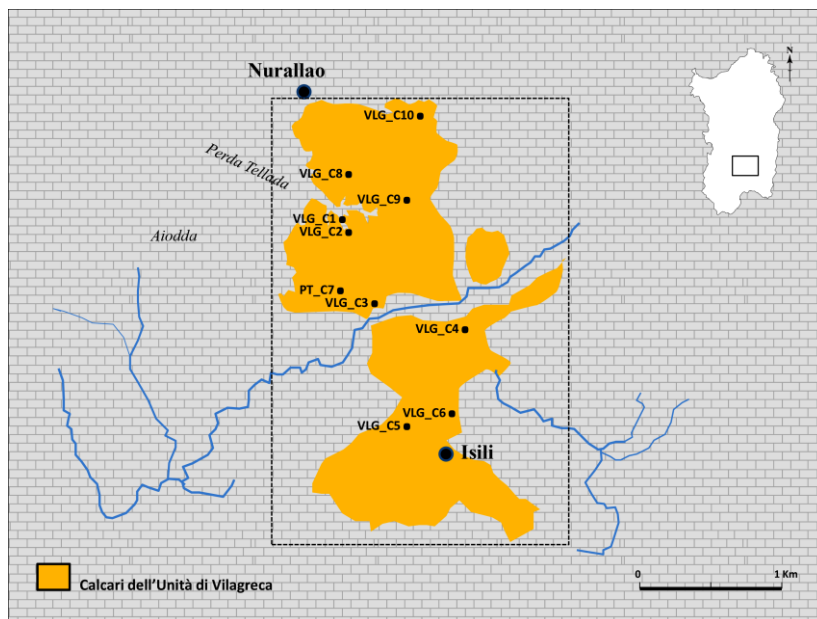 Nurallao
N
VLG_C10
Perda Tellada
VLG_C8
VLG_C9
VLG_C1
VLG_C2
Aiodda
PT_C7
VLG_C3
VLG_C4
VLG_C6
VLG_C5
Isili
Calcari dell'Unità di Vilagreca
0 1 Km